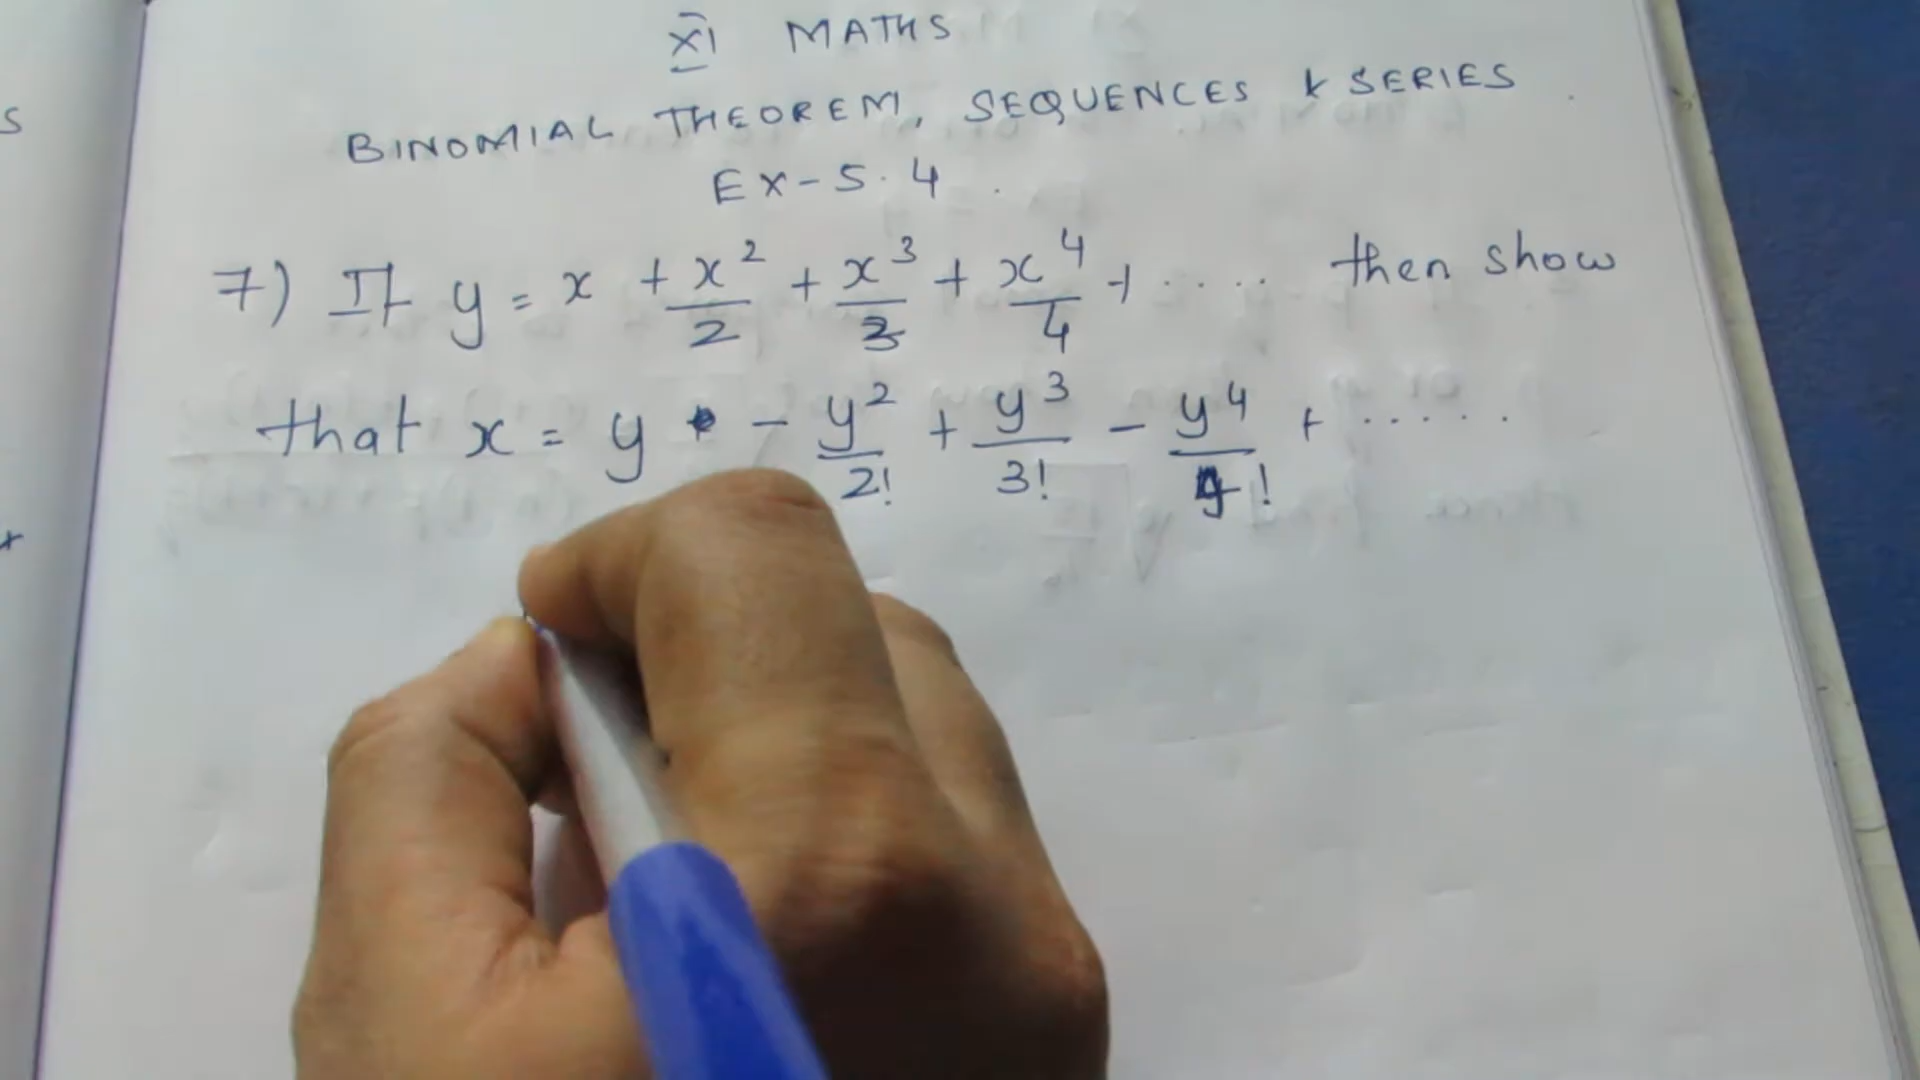 XI MATHS
BINOMIAL THEOREM, SEQUENCES & SERIES
EX-5.4
7) If y = x + x²/2 + x³/3 + x⁴/4 + .... then show
that x = y - y²/2! + y³/3! - y⁴/4! + .....